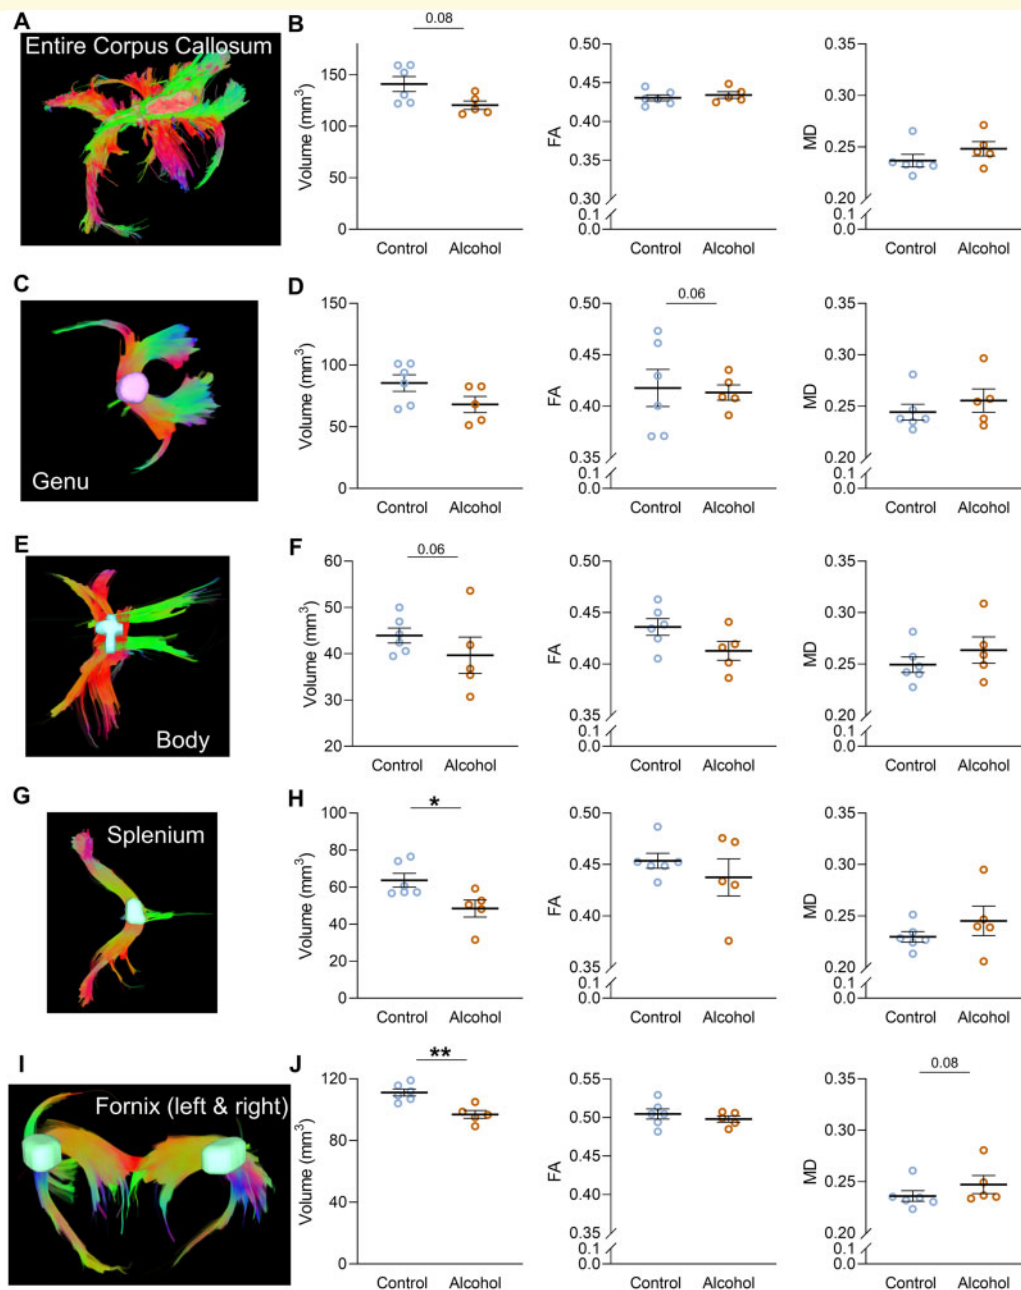 A
Entire Corpus Callosum
B
0.08
Volume (mm³)
150
100
50
0
Control Alcohol
FA
0.50
0.45
0.40
0.35
0.30
0.1
0.0
Control Alcohol
MD
0.35
0.30
0.25
0.20
0.1
0.0
Control Alcohol
C
Genu
D
Volume (mm³)
150
100
50
0
Control Alcohol
0.06
FA
0.50
0.45
0.40
0.35
0.1
0.0
Control Alcohol
MD
0.35
0.30
0.25
0.20
0.1
0.0
Control Alcohol
E
Body
F
0.06
Volume (mm³)
60
50
40
30
20
Control Alcohol
FA
0.50
0.45
0.40
0.35
0.1
0.0
Control Alcohol
MD
0.35
0.30
0.25
0.20
0.1
0.0
Control Alcohol
G
Splenium
H
*
Volume (mm³)
100
80
60
40
20
0
Control Alcohol
FA
0.50
0.45
0.40
0.35
0.1
0.0
Control Alcohol
MD
0.35
0.30
0.25
0.20
0.1
0.0
Control Alcohol
I
Fornix (left & right)
J
**
Volume (mm³)
120
80
40
0
Control Alcohol
FA
0.55
0.50
0.45
0.40
0.1
0.0
Control Alcohol
0.08
MD
0.35
0.30
0.25
0.20
0.1
0.0
Control Alcohol